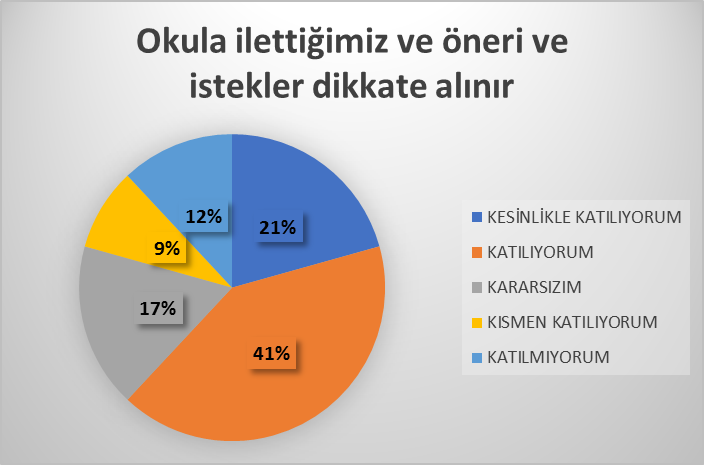 Okula ilettiğimiz ve öneri ve
istekler dikkate alınır
12%
21%
9%
17%
41%
KESİNLİKLE KATILIYORUM
KATILIYORUM
KARARSIZIM
KISMEN KATILIYORUM
KATILMIYORUM